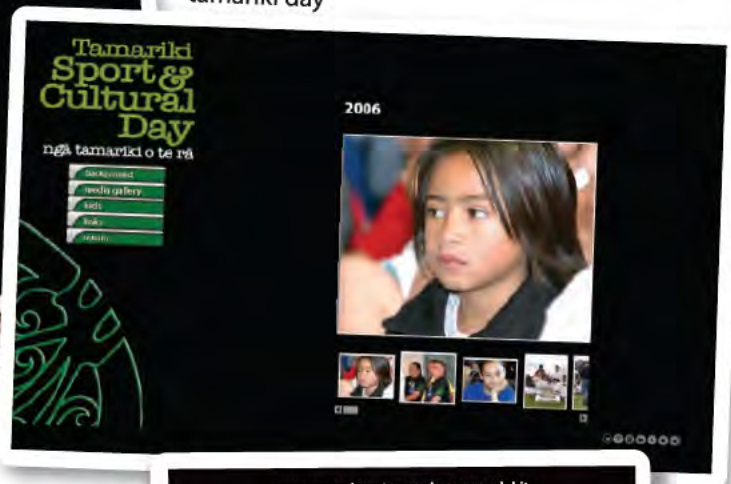 tamariki day
Tamariki
Sport &
Cultural
Day
ngā tamariki o te rā
background
media gallery
kids
links
2006